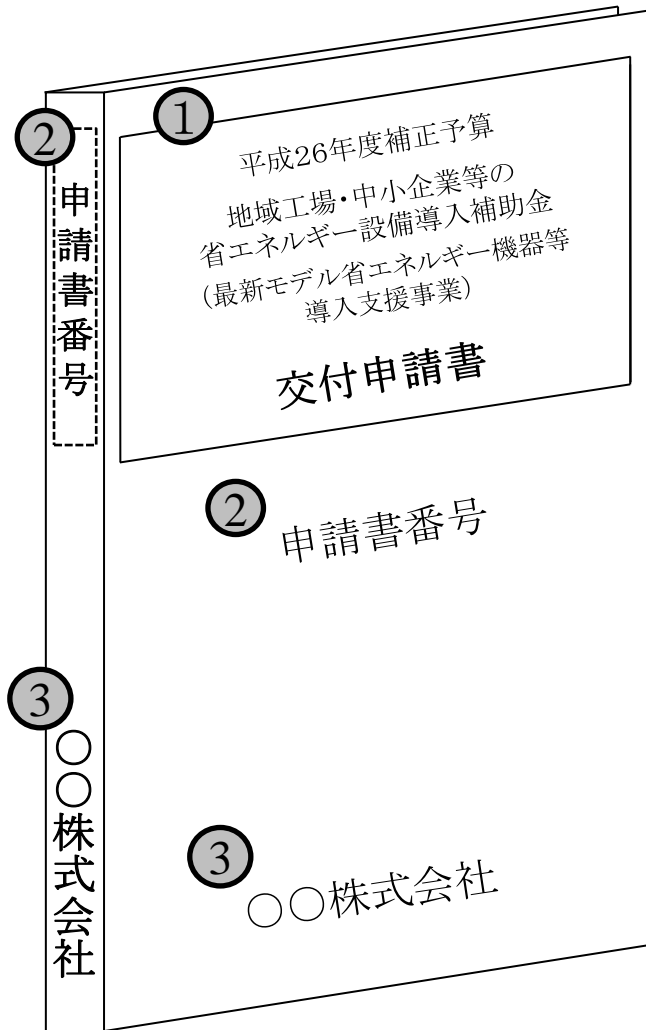 ②
申請書番号
③
○○株式会社
①
平成26年度補正予算
地域工場・中小企業等の
省エネルギー設備導入補助金
(最新モデル省エネルギー機器等
導入支援事業)
交付申請書
②
申請書番号
③
○○株式会社